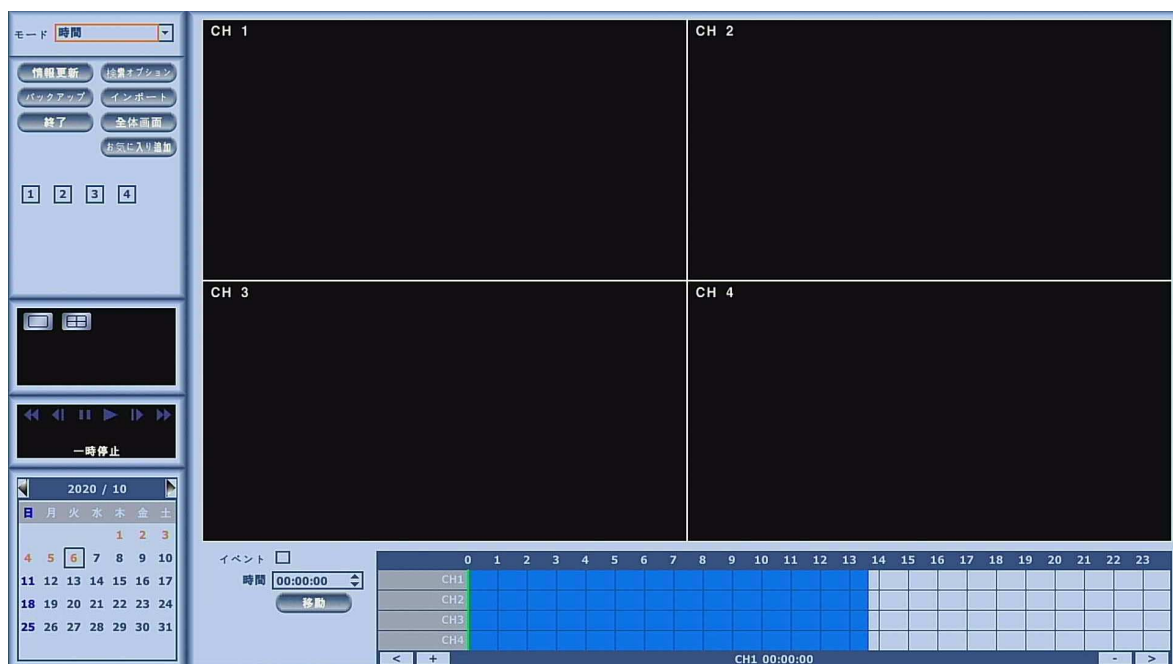 モード 時間
情報更新 検索オプション
バックアップ インポート
終了 全体画面
お気に入り追加
1 2 3 4
一時停止
2020 / 10
日 月 火 水 木 金 土
1 2 3
4 5 6 7 8 9 10
11 12 13 14 15 16 17
18 19 20 21 22 23 24
25 26 27 28 29 30 31
CH 1
CH 2
CH 3
CH 4
イベント
時間 00:00:00
移動
0 1 2 3 4 5 6 7 8 9 10 11 12 13 14 15 16 17 18 19 20 21 22 23
CH1
CH2
CH3
CH4
< + CH1 00:00:00 - >